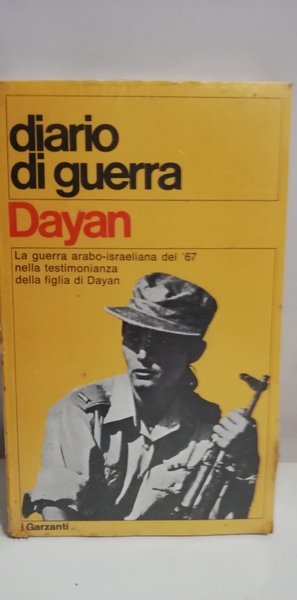 diario
di guerra
Dayan
La guerra arabo-israeliana del '67
nella testimonianza
della figlia di Dayan
i Garzanti